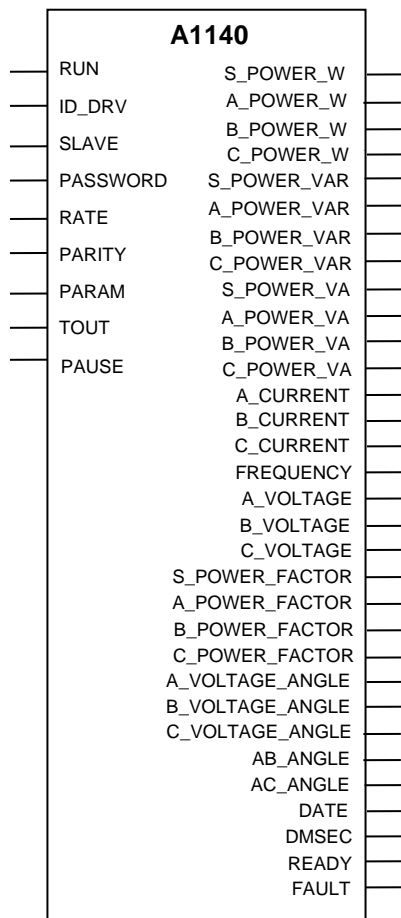 A1140
RUN
ID_DRV
SLAVE
PASSWORD
RATE
PARITY
PARAM
TOUT
PAUSE
S_POWER_W
A_POWER_W
B_POWER_W
C_POWER_W
S_POWER_VAR
A_POWER_VAR
B_POWER_VAR
C_POWER_VAR
S_POWER_VA
A_POWER_VA
B_POWER_VA
C_POWER_VA
A_CURRENT
B_CURRENT
C_CURRENT
FREQUENCY
A_VOLTAGE
B_VOLTAGE
C_VOLTAGE
S_POWER_FACTOR
A_POWER_FACTOR
B_POWER_FACTOR
C_POWER_FACTOR
A_VOLTAGE_ANGLE
B_VOLTAGE_ANGLE
C_VOLTAGE_ANGLE
AB_ANGLE
AC_ANGLE
DATE
DMSEC
READY
FAULT